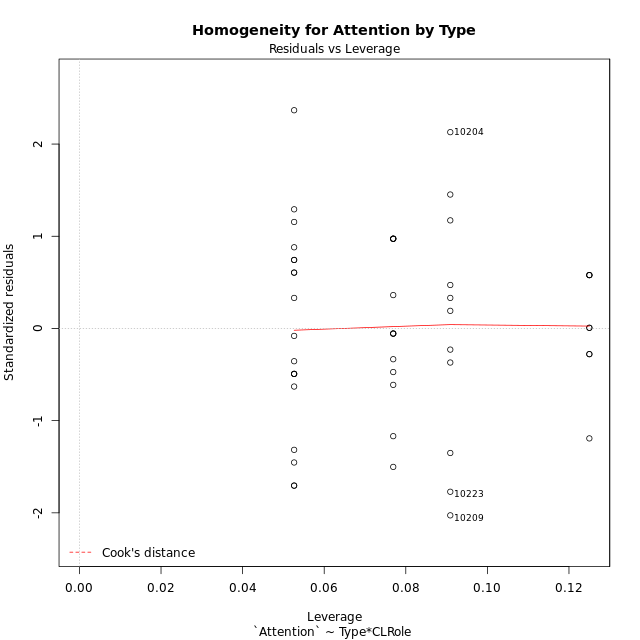 Homogeneity for Attention by Type
Residuals vs Leverage
10204
10223
10209
2
1
0
-1
-2
Standardized residuals
Cook's distance
0.00 0.02 0.04 0.06 0.08 0.10 0.12
Leverage
`Attention` ~ Type*CLRole